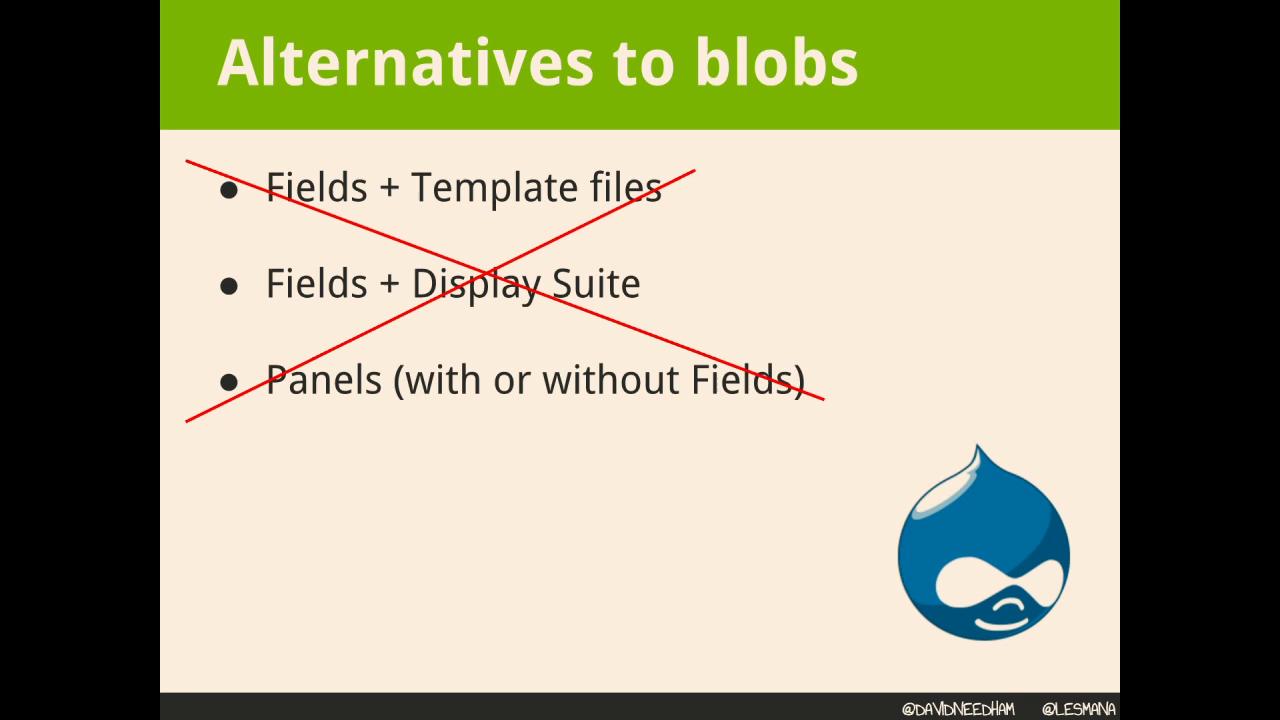 Alternatives to blobs
● Fields + Template files
● Fields + Display Suite
● Panels (with or without Fields)
@DAVIDNEEDHAM @LESMANA